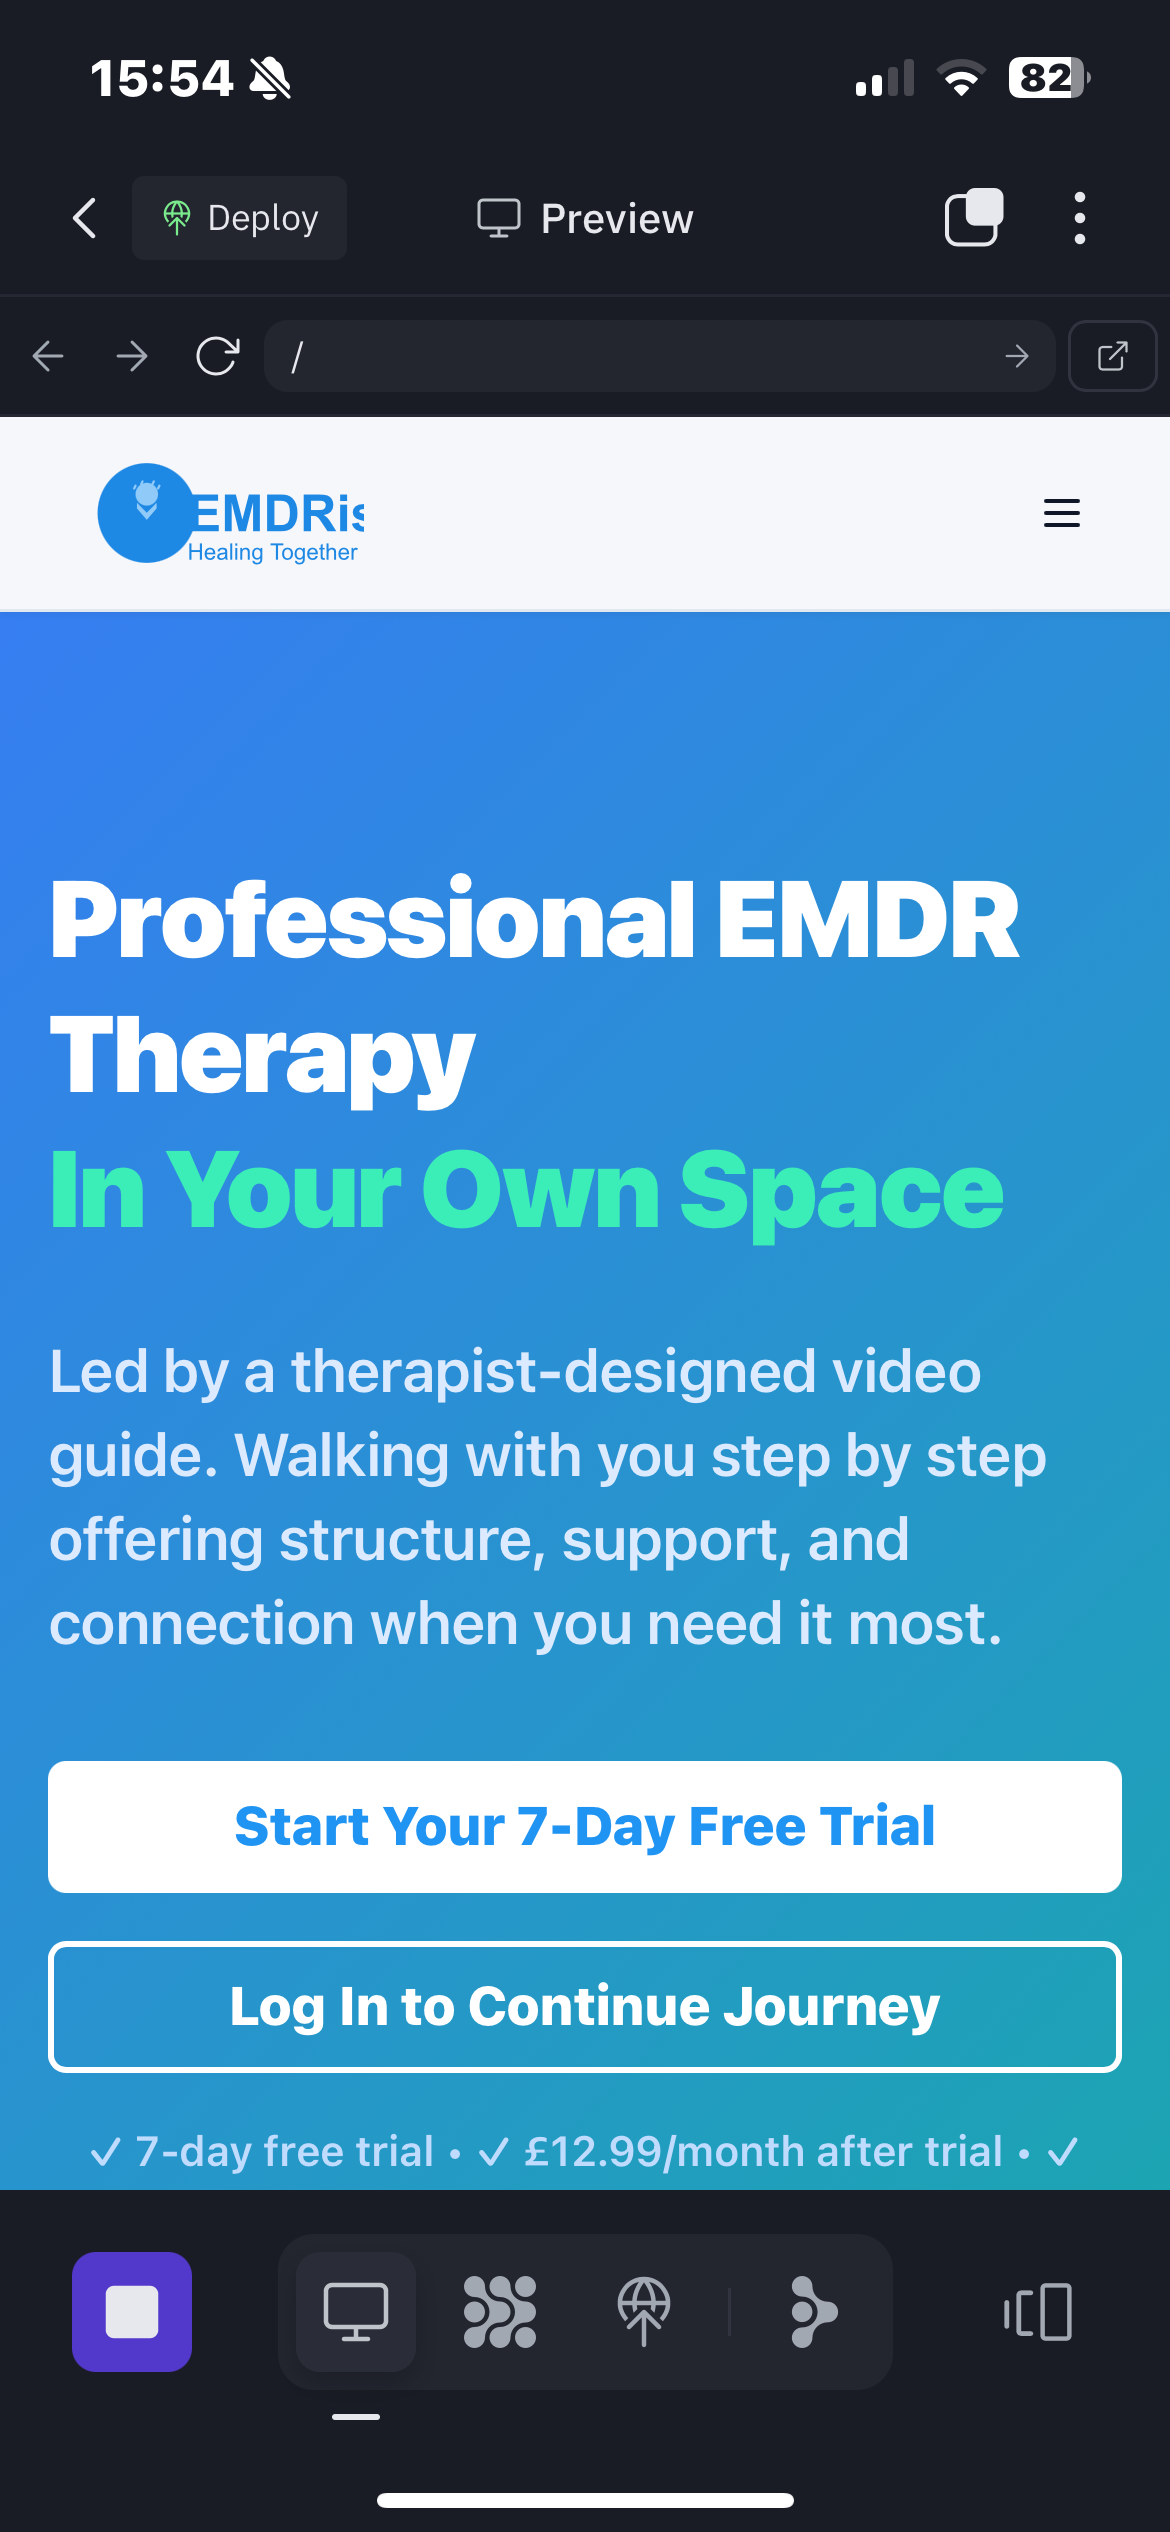 15:54
82
Deploy
Preview
/
EMDRis
Healing Together
Professional EMDR
Therapy
In Your Own Space
Led by a therapist-designed video
guide. Walking with you step by step
offering structure, support, and
connection when you need it most.
Start Your 7-Day Free Trial
Log In to Continue Journey
✓ 7-day free trial • ✓ £12.99/month after trial • ✓